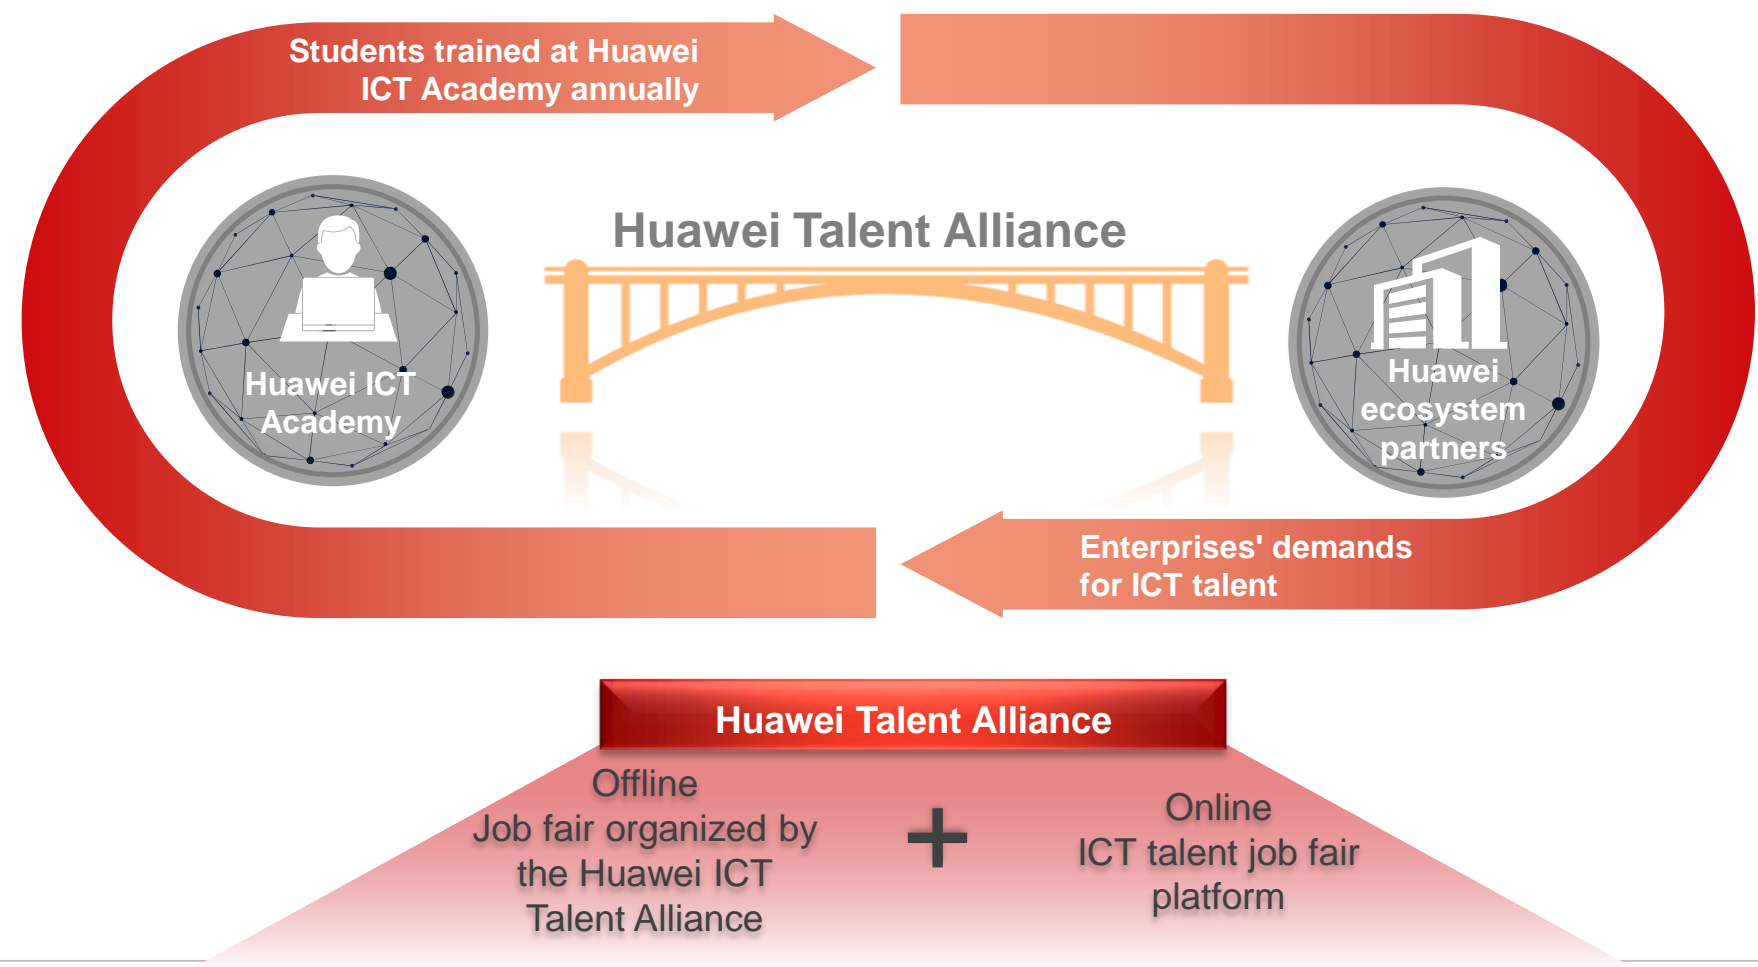 Students trained at Huawei
ICT Academy annually
Huawei Talent Alliance
Huawei ICT
Academy
Huawei
ecosystem
partners
Enterprises' demands
for ICT talent
Huawei Talent Alliance
Offline
Job fair organized by
the Huawei ICT
Talent Alliance
+
Online
ICT talent job fair
platform